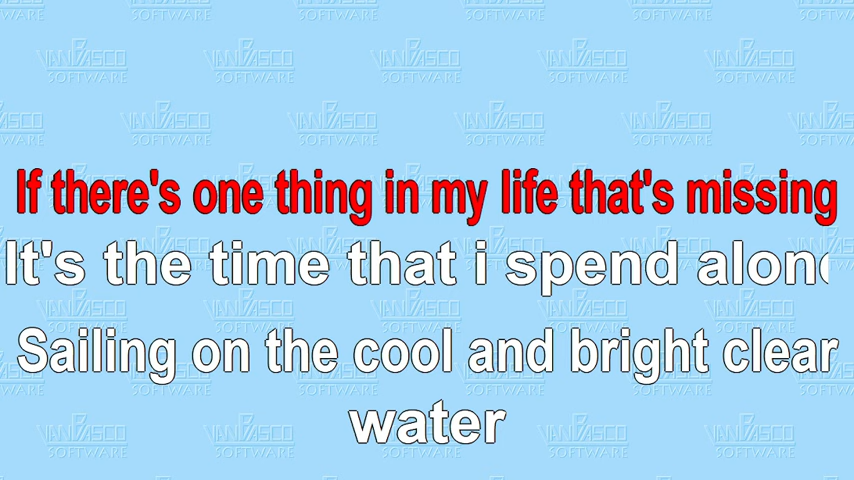 If there's one thing in my life that's missing
It's the time that i spend alone
Sailing on the cool and bright clear
water
VANBASCO
SOFTWARE